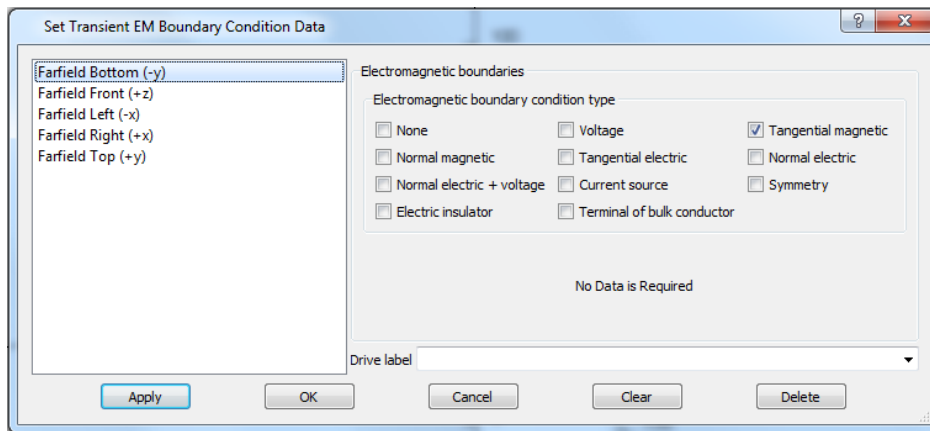 Set Transient EM Boundary Condition Data
?
Farfield Bottom (-y)
Farfield Front (+z)
Farfield Left (-x)
Farfield Right (+x)
Farfield Top (+y)
Electromagnetic boundaries
Electromagnetic boundary condition type
None Voltage Tangential magnetic
Normal magnetic Tangential electric Normal electric
Normal electric + voltage Current source Symmetry
Electric insulator Terminal of bulk conductor
No Data is Required
Drive label
Apply OK Cancel Clear Delete